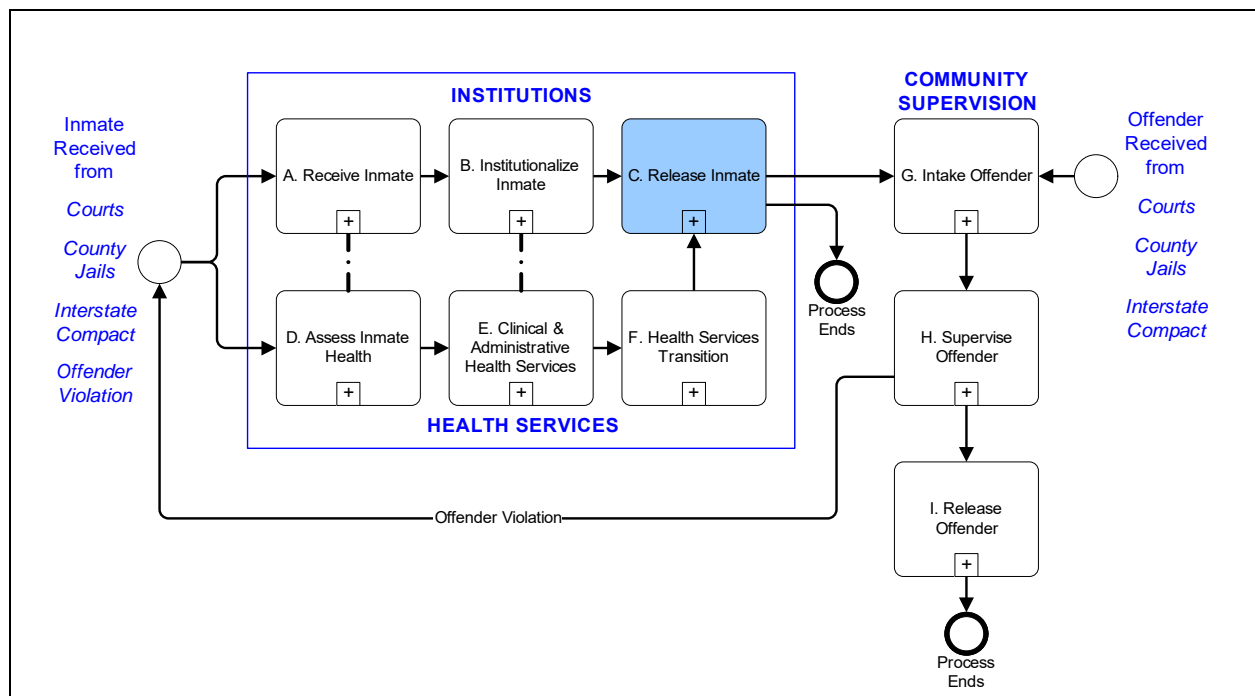 INSTITUTIONS
COMMUNITY
SUPERVISION
Inmate
Received
from
Courts
County
Jails
Interstate
Compact
Offender
Violation
A. Receive Inmate
+
B. Institutionalize
Inmate
+
C. Release Inmate
+
G. Intake Offender
+
Offender
Received
from
Courts
County
Jails
Interstate
Compact
D. Assess Inmate
Health
+
E. Clinical &
Administrative
Health Services
+
F. Health Services
Transition
+
Process
Ends
H. Supervise
Offender
+
HEALTH SERVICES
Offender Violation
I. Release
Offender
+
Process
Ends